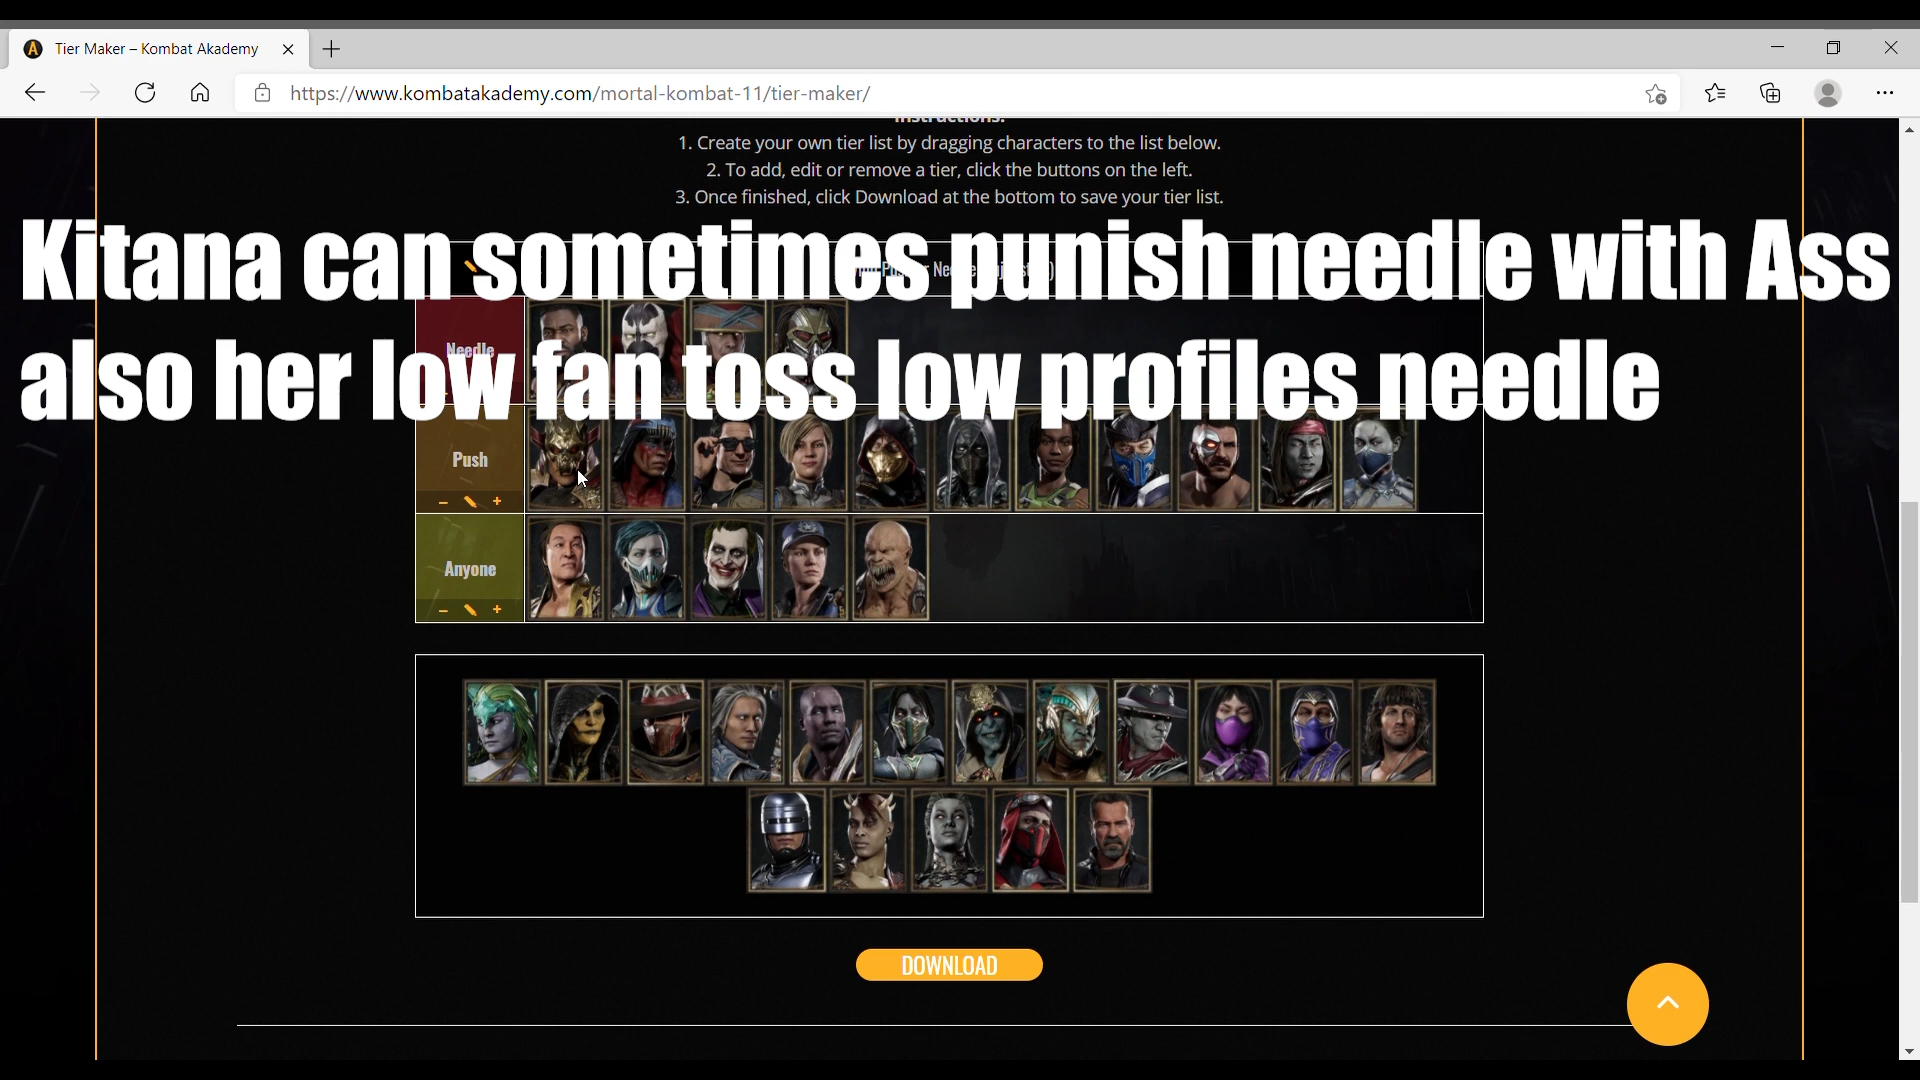 Tier Maker – Kombat Akademy
https://www.kombatakademy.com/mortal-kombat-11/tier-maker/
Instructions:
1. Create your own tier list by dragging characters to the list below.
2. To add, edit or remove a tier, click the buttons on the left.
3. Once finished, click Download at the bottom to save your tier list.
Kitana can sometimes punish needle with Ass
also her low fan toss low profiles needle
Needle
Push
Anyone
DOWNLOAD